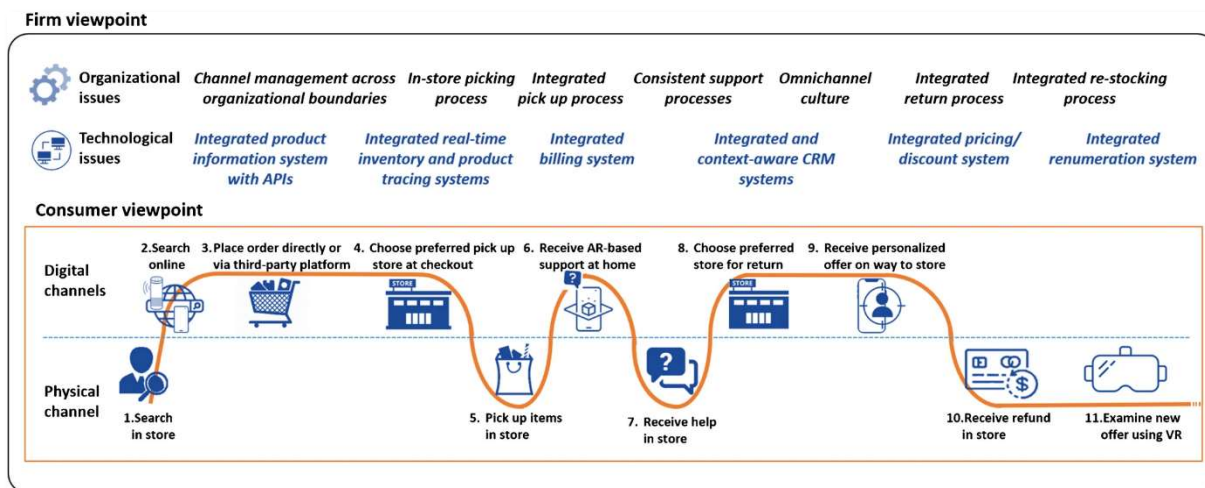 Firm viewpoint
Organizational
issues
Channel management across
organizational boundaries
In-store picking
process
Integrated
pick up process
Consistent support
processes
Omnichannel
culture
Integrated
return process
Integrated re-stocking
process
Technological
issues
Integrated product
information system
with APIs
Integrated real-time
inventory and product
tracing systems
Integrated
billing system
Integrated and
context-aware CRM
systems
Integrated pricing/
discount system
Integrated
renumeration system
Consumer viewpoint
Digital
channels
2.Search
online
3.Place order directly or
via third-party platform
4. Choose preferred pick up
store at checkout
6. Receive AR-based
support at home
8. Choose preferred
store for return
9. Receive personalized
offer on way to store
STORE
?
STORE
Physical
channel
1.Search
in store
5. Pick up items
in store
?
7. Receive help
in store
$
10.Receive refund
in store
11.Examine new
offer using VR